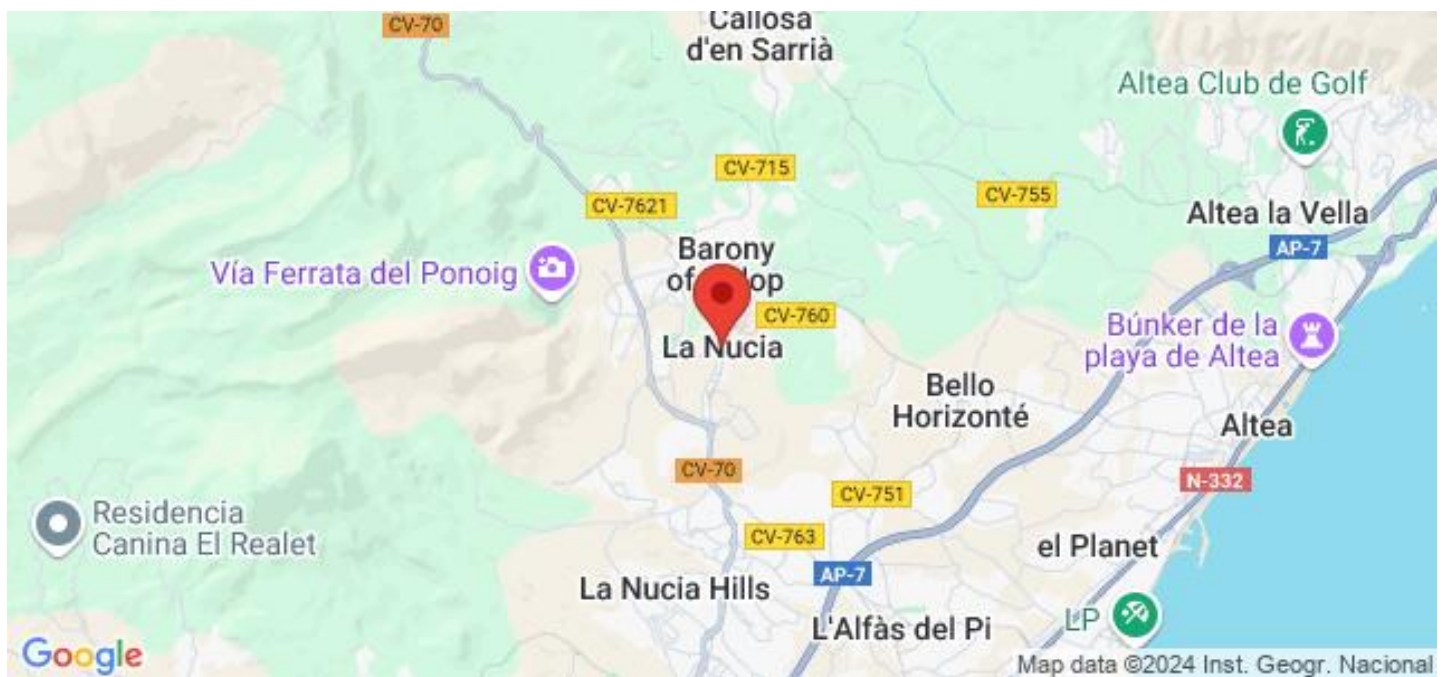 CV-70
Callosa
d'en Sarrià
Altea Club de Golf
CV-715
CV-755
CV-7621
Altea la Vella
AP-7
Barony
of
op
Vía Ferrata del Ponoig
CV-760
La Nucia
Búnker de la
playa de Altea
Bello
Horizonté
Altea
CV-70
N-332
CV-751
Residencia
Canina El Realet
CV-763
el Planet
AP-7
La Nucia Hills
LP
L'Alfàs del Pi
Google
Map data ©2024 Inst. Geogr. Nacional